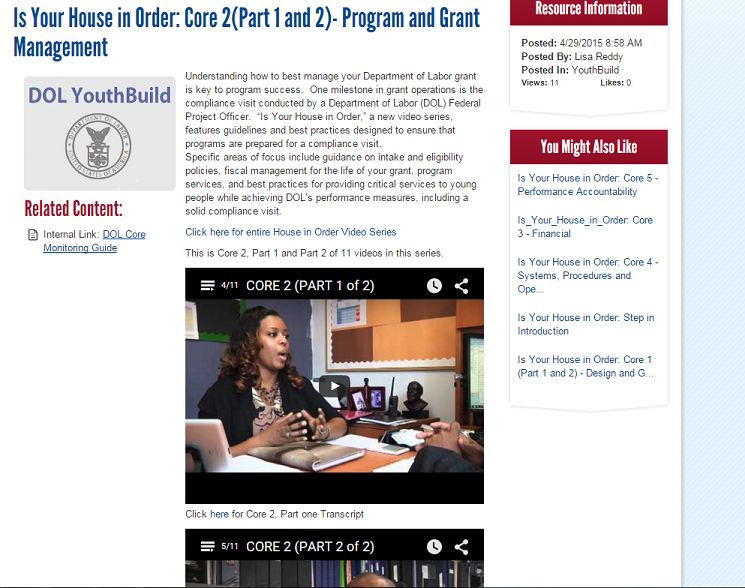 Is Your House in Order: Core 2(Part 1 and 2)- Program and Grant
Management
DOL YouthBuild
DEPARTMENT OF LABOR
UNITED STATES OF AMERICA
Related Content:
Internal Link: DOL Core
Monitoring Guide
Understanding how to best manage your Department of Labor grant
is key to program success. One milestone in grant operations is the
compliance visit conducted by a Department of Labor (DOL) Federal
Project Officer. “Is Your House in Order,” a new video series,
features guidelines and best practices designed to ensure that
programs are prepared for a compliance visit.
Specific areas of focus include guidance on intake and eligibility
policies, fiscal management for the life of your grant, program
services, and best practices for providing critical services to young
people while achieving DOL’s performance measures, including a
solid compliance visit.
Click here for entire House in Order Video Series
This is Core 2, Part 1 and Part 2 of 11 videos in this series.
4/11 CORE 2 (PART 1 of 2)
Click here for Core 2, Part one Transcript
5/11 CORE 2 (PART 2 of 2)
Resource Information
Posted: 4/29/2015 8:58 AM
Posted By: Lisa Reddy
Posted In: YouthBuild
Views: 11 Likes: 0
You Might Also Like
Is Your House in Order: Core 5 -
Performance Accountability
Is_Your_House_in_Order: Core
3 - Financial
Is Your House in Order: Core 4 -
Systems, Procedures and
Ope...
Is Your House in Order: Step in
Introduction
Is Your House in Order: Core 1
(Part 1 and 2) - Design and G...